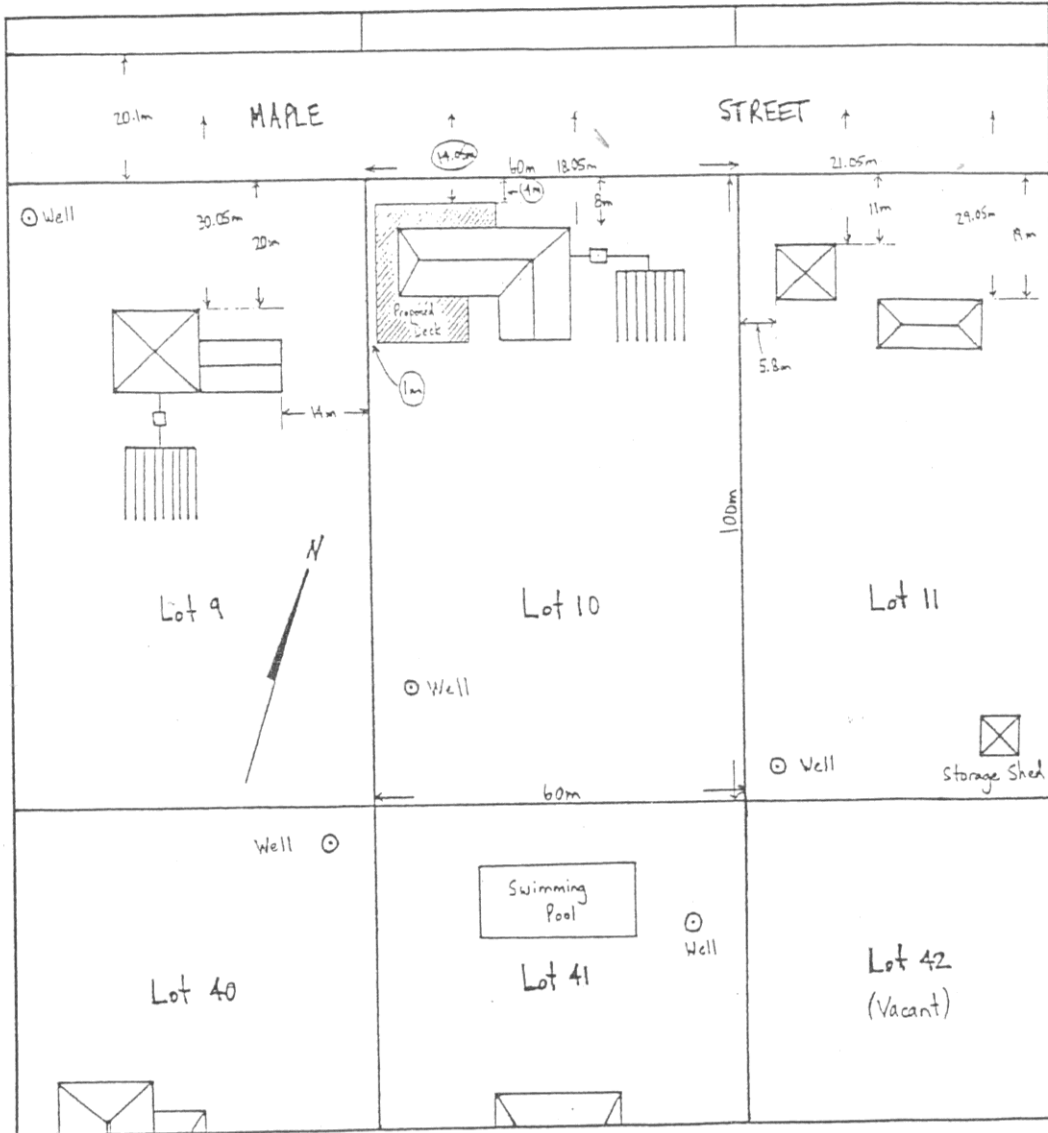 20.1m
MAPLE STREET
14.05m
60m 18.05m
21.05m
4m
8m
11m
Well
30.05m
20m
29.05m
Proposed
Deck
5.8m
1m
14m
100m
N
Lot 9
Lot 10
Lot 11
Well
Well
Storage Shed
60m
Well
Swimming
Pool
Well
Lot 40
Lot 41
Lot 42
(Vacant)